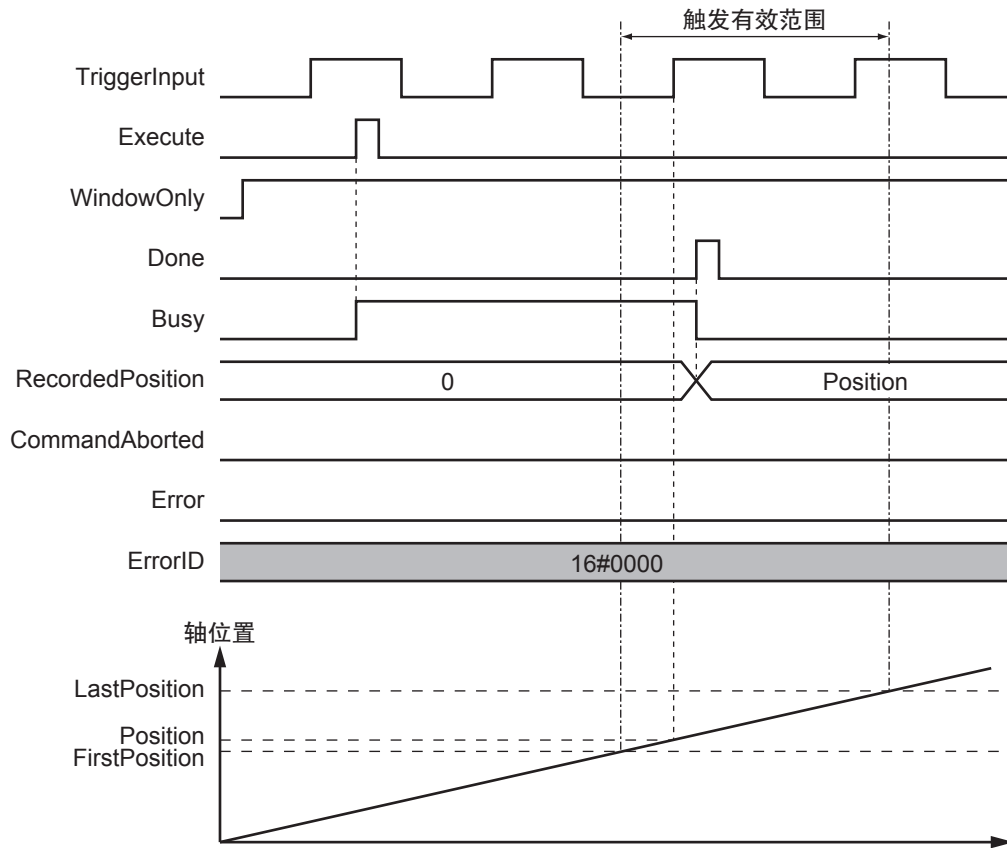 触发有效范围
TriggerInput
Execute
WindowOnly
Done
Busy
RecordedPosition
0
Position
CommandAborted
Error
ErrorID
16#0000
轴位置
LastPosition
Position
FirstPosition